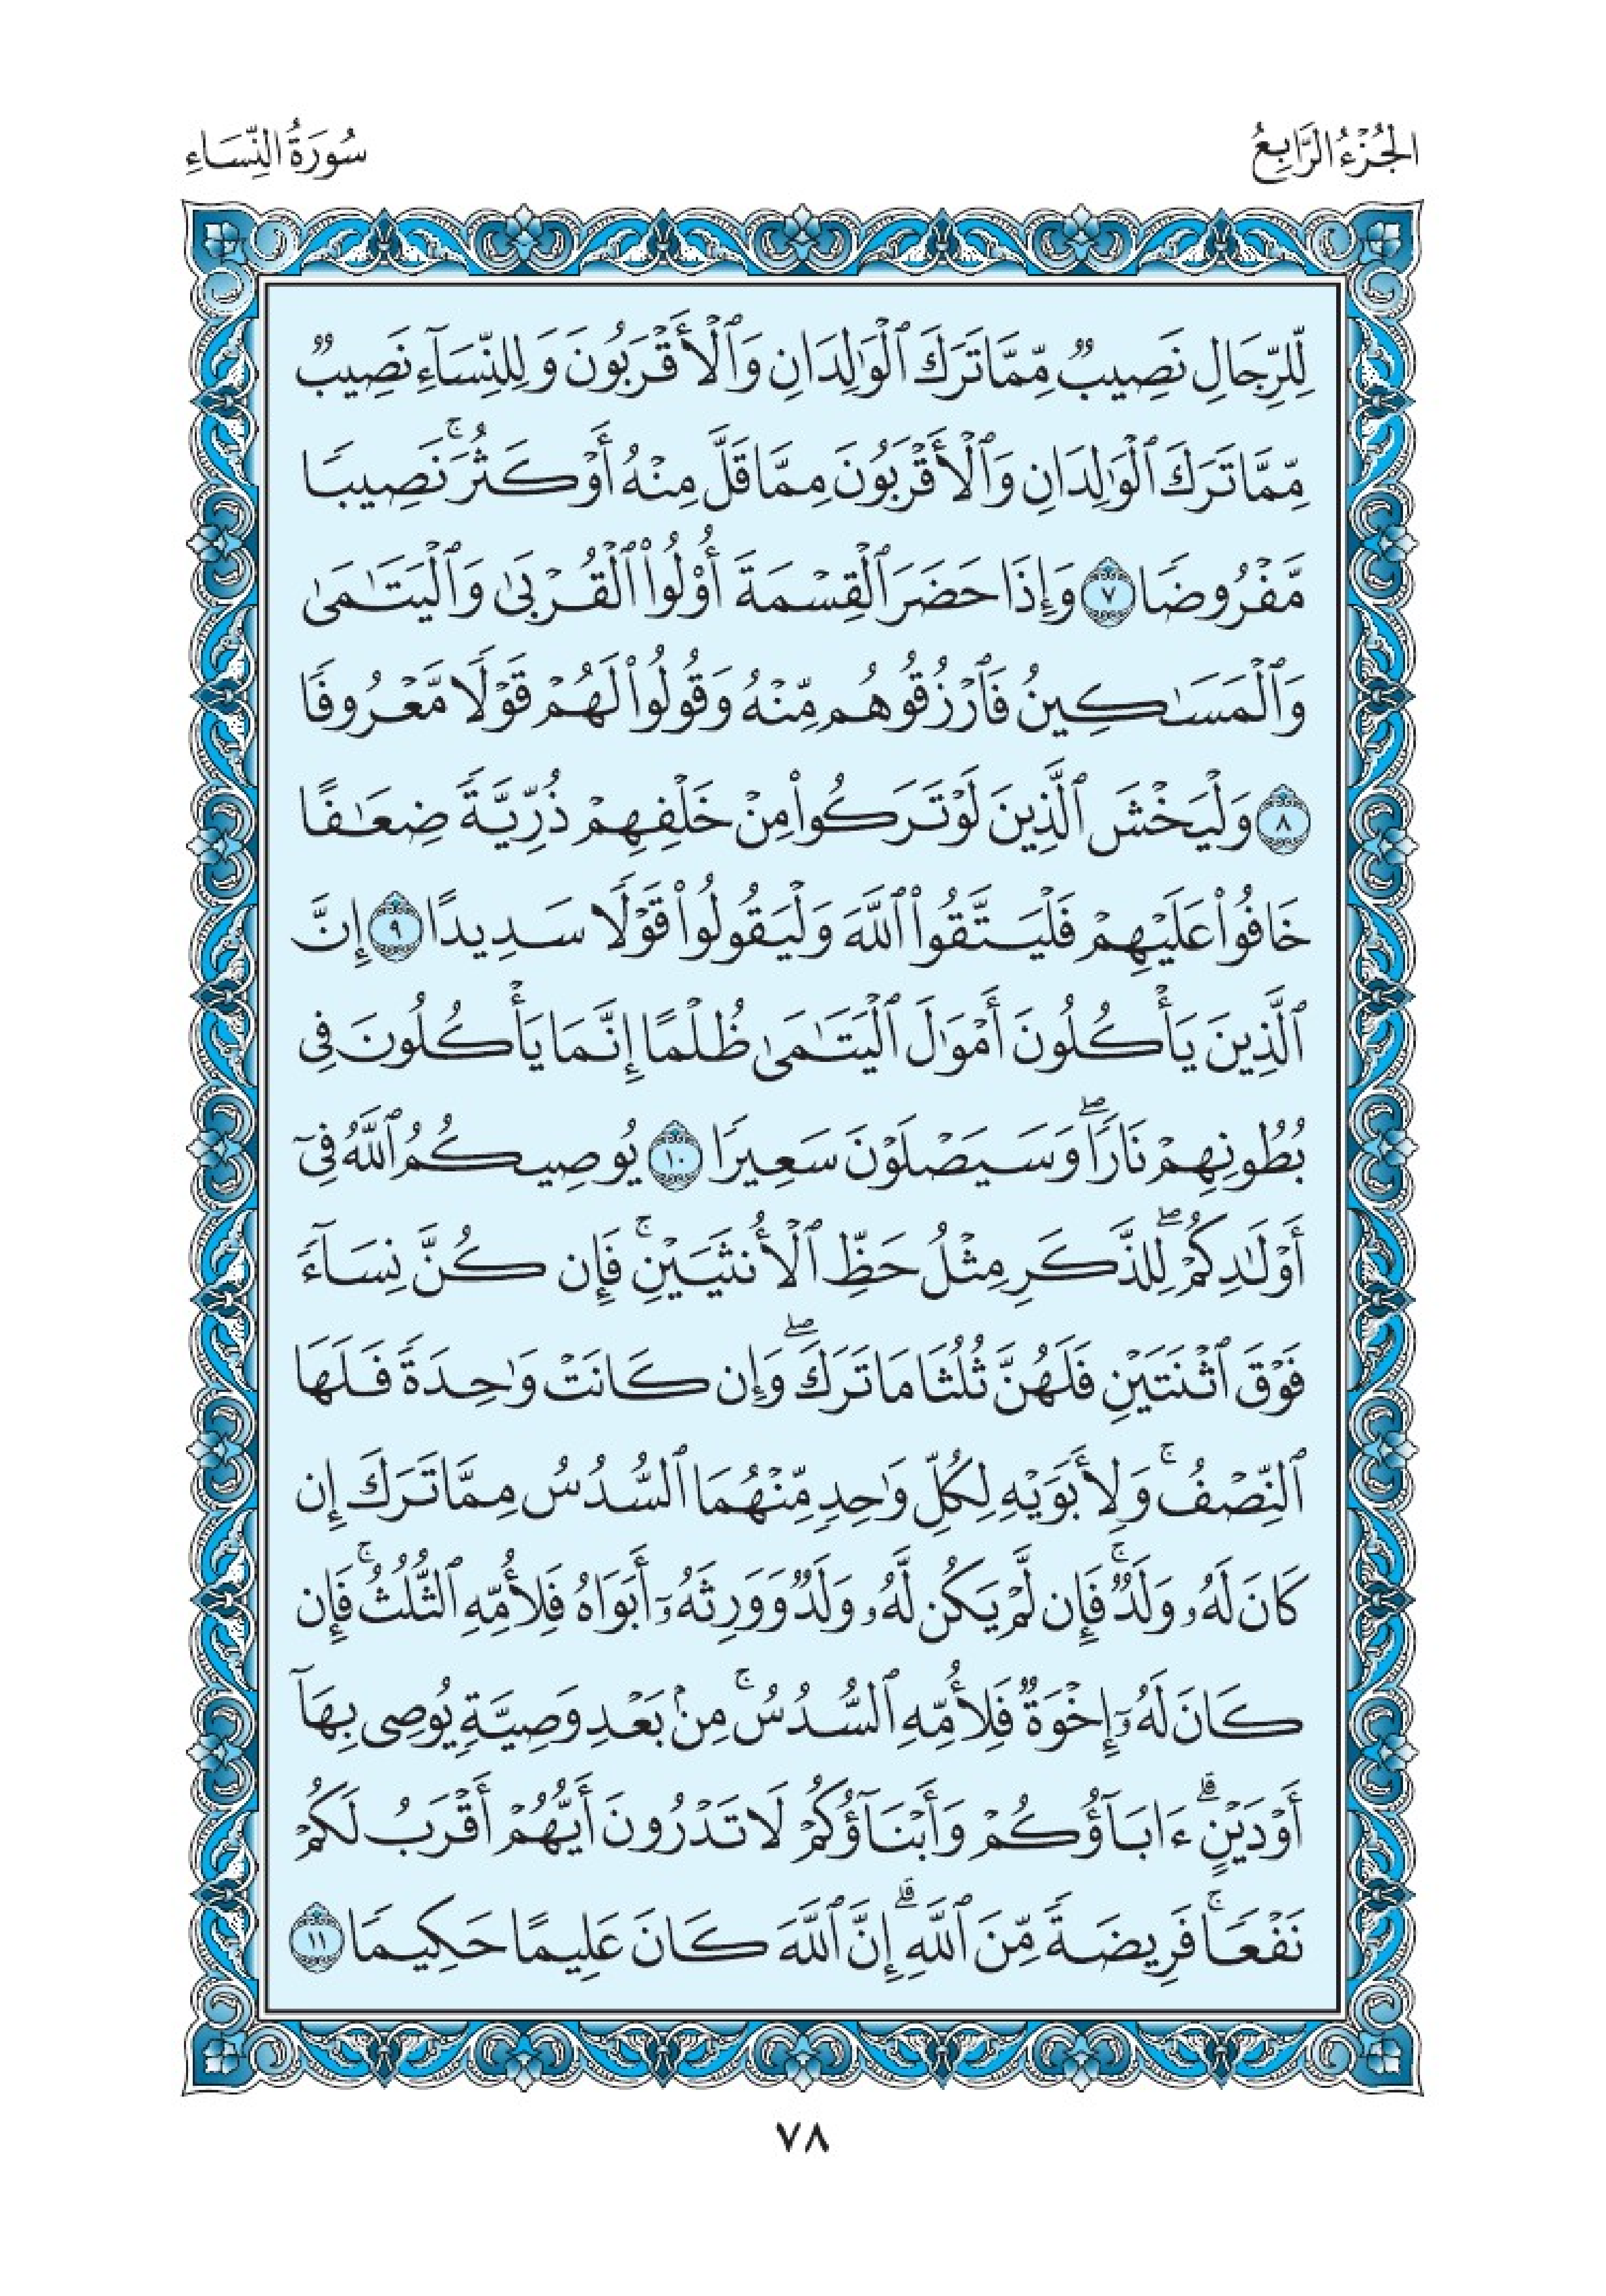 الجُزْءُ الرَّابِعُ
سُورَةُ النِّسَاءِ
لِّلرِّجَالِ نَصِيبٌ مِّمَّا تَرَكَ ٱلْوَٰلِدَانِ وَٱلْأَقْرَبُونَ وَلِلنِّسَآءِ نَصِيبٌ
مِّمَّا تَرَكَ ٱلْوَٰلِدَانِ وَٱلْأَقْرَبُونَ مِمَّا قَلَّ مِنْهُ أَوْ كَثُرَ ۚ نَصِيبًا
مَّفْرُوضًا ٧ وَإِذَا حَضَرَ ٱلْقِسْمَةَ أُو۟لُوا۟ ٱلْقُرْبَىٰ وَٱلْيَتَٰمَىٰ
وَٱلْمَسَٰكِينُ فَٱرْزُقُوهُم مِّنْهُ وَقُولُوا۟ لَهُمْ قَوْلًا مَّعْرُوفًا
٨ وَلْيَخْشَ ٱلَّذِينَ لَوْ تَرَكُوا۟ مِنْ خَلْفِهِمْ ذُرِّيَّةً ضِعَٰفًا
خَافُوا۟ عَلَيْهِمْ فَلْيَتَّقُوا۟ ٱللَّهَ وَلْيَقُولُوا۟ قَوْلًا سَدِيدًا ٩ إِنَّ
ٱلَّذِينَ يَأْكُلُونَ أَمْوَٰلَ ٱلْيَتَٰمَىٰ ظُلْمًا إِنَّمَا يَأْكُلُونَ فِى
بُطُونِهِمْ نَارًا ۖ وَسَيَصْلَوْنَ سَعِيرًا ١٠ يُوصِيكُمُ ٱللَّهُ فِىٓ
أَوْلَٰدِكُمْ ۖ لِلذَّكَرِ مِثْلُ حَظِّ ٱلْأُنثَيَيْنِ ۚ فَإِن كُنَّ نِسَآءً
فَوْقَ ٱثْنَتَيْنِ فَلَهُنَّ ثُلُثَا مَا تَرَكَ ۖ وَإِن كَانَتْ وَٰحِدَةً فَلَهَا
ٱلنِّصْفُ ۚ وَلِأَبَوَيْهِ لِكُلِّ وَٰحِدٍ مِّنْهُمَا ٱلسُّدُسُ مِمَّا تَرَكَ إِن
كَانَ لَهُۥ وَلَدٌ ۚ فَإِن لَّمْ يَكُن لَّهُۥ وَلَدٌ وَوَرِثَهُۥٓ أَبَوَاهُ فَلِأُمِّهِ ٱلثُّلُثُ ۚ فَإِن
كَانَ لَهُۥٓ إِخْوَةٌ فَلِأُمِّهِ ٱلسُّدُسُ ۚ مِنۢ بَعْدِ وَصِيَّةٍ يُوصِى بِهَآ
أَوْ دَيْنٍ ۗ ءَابَآؤُكُمْ وَأَبْنَآؤُكُمْ لَا تَدْرُونَ أَيُّهُمْ أَقْرَبُ لَكُمْ
نَفْعًا ۚ فَرِيضَةً مِّنَ ٱللَّهِ ۗ إِنَّ ٱللَّهَ كَانَ عَلِيمًا حَكِيمًا ١١
٧٨